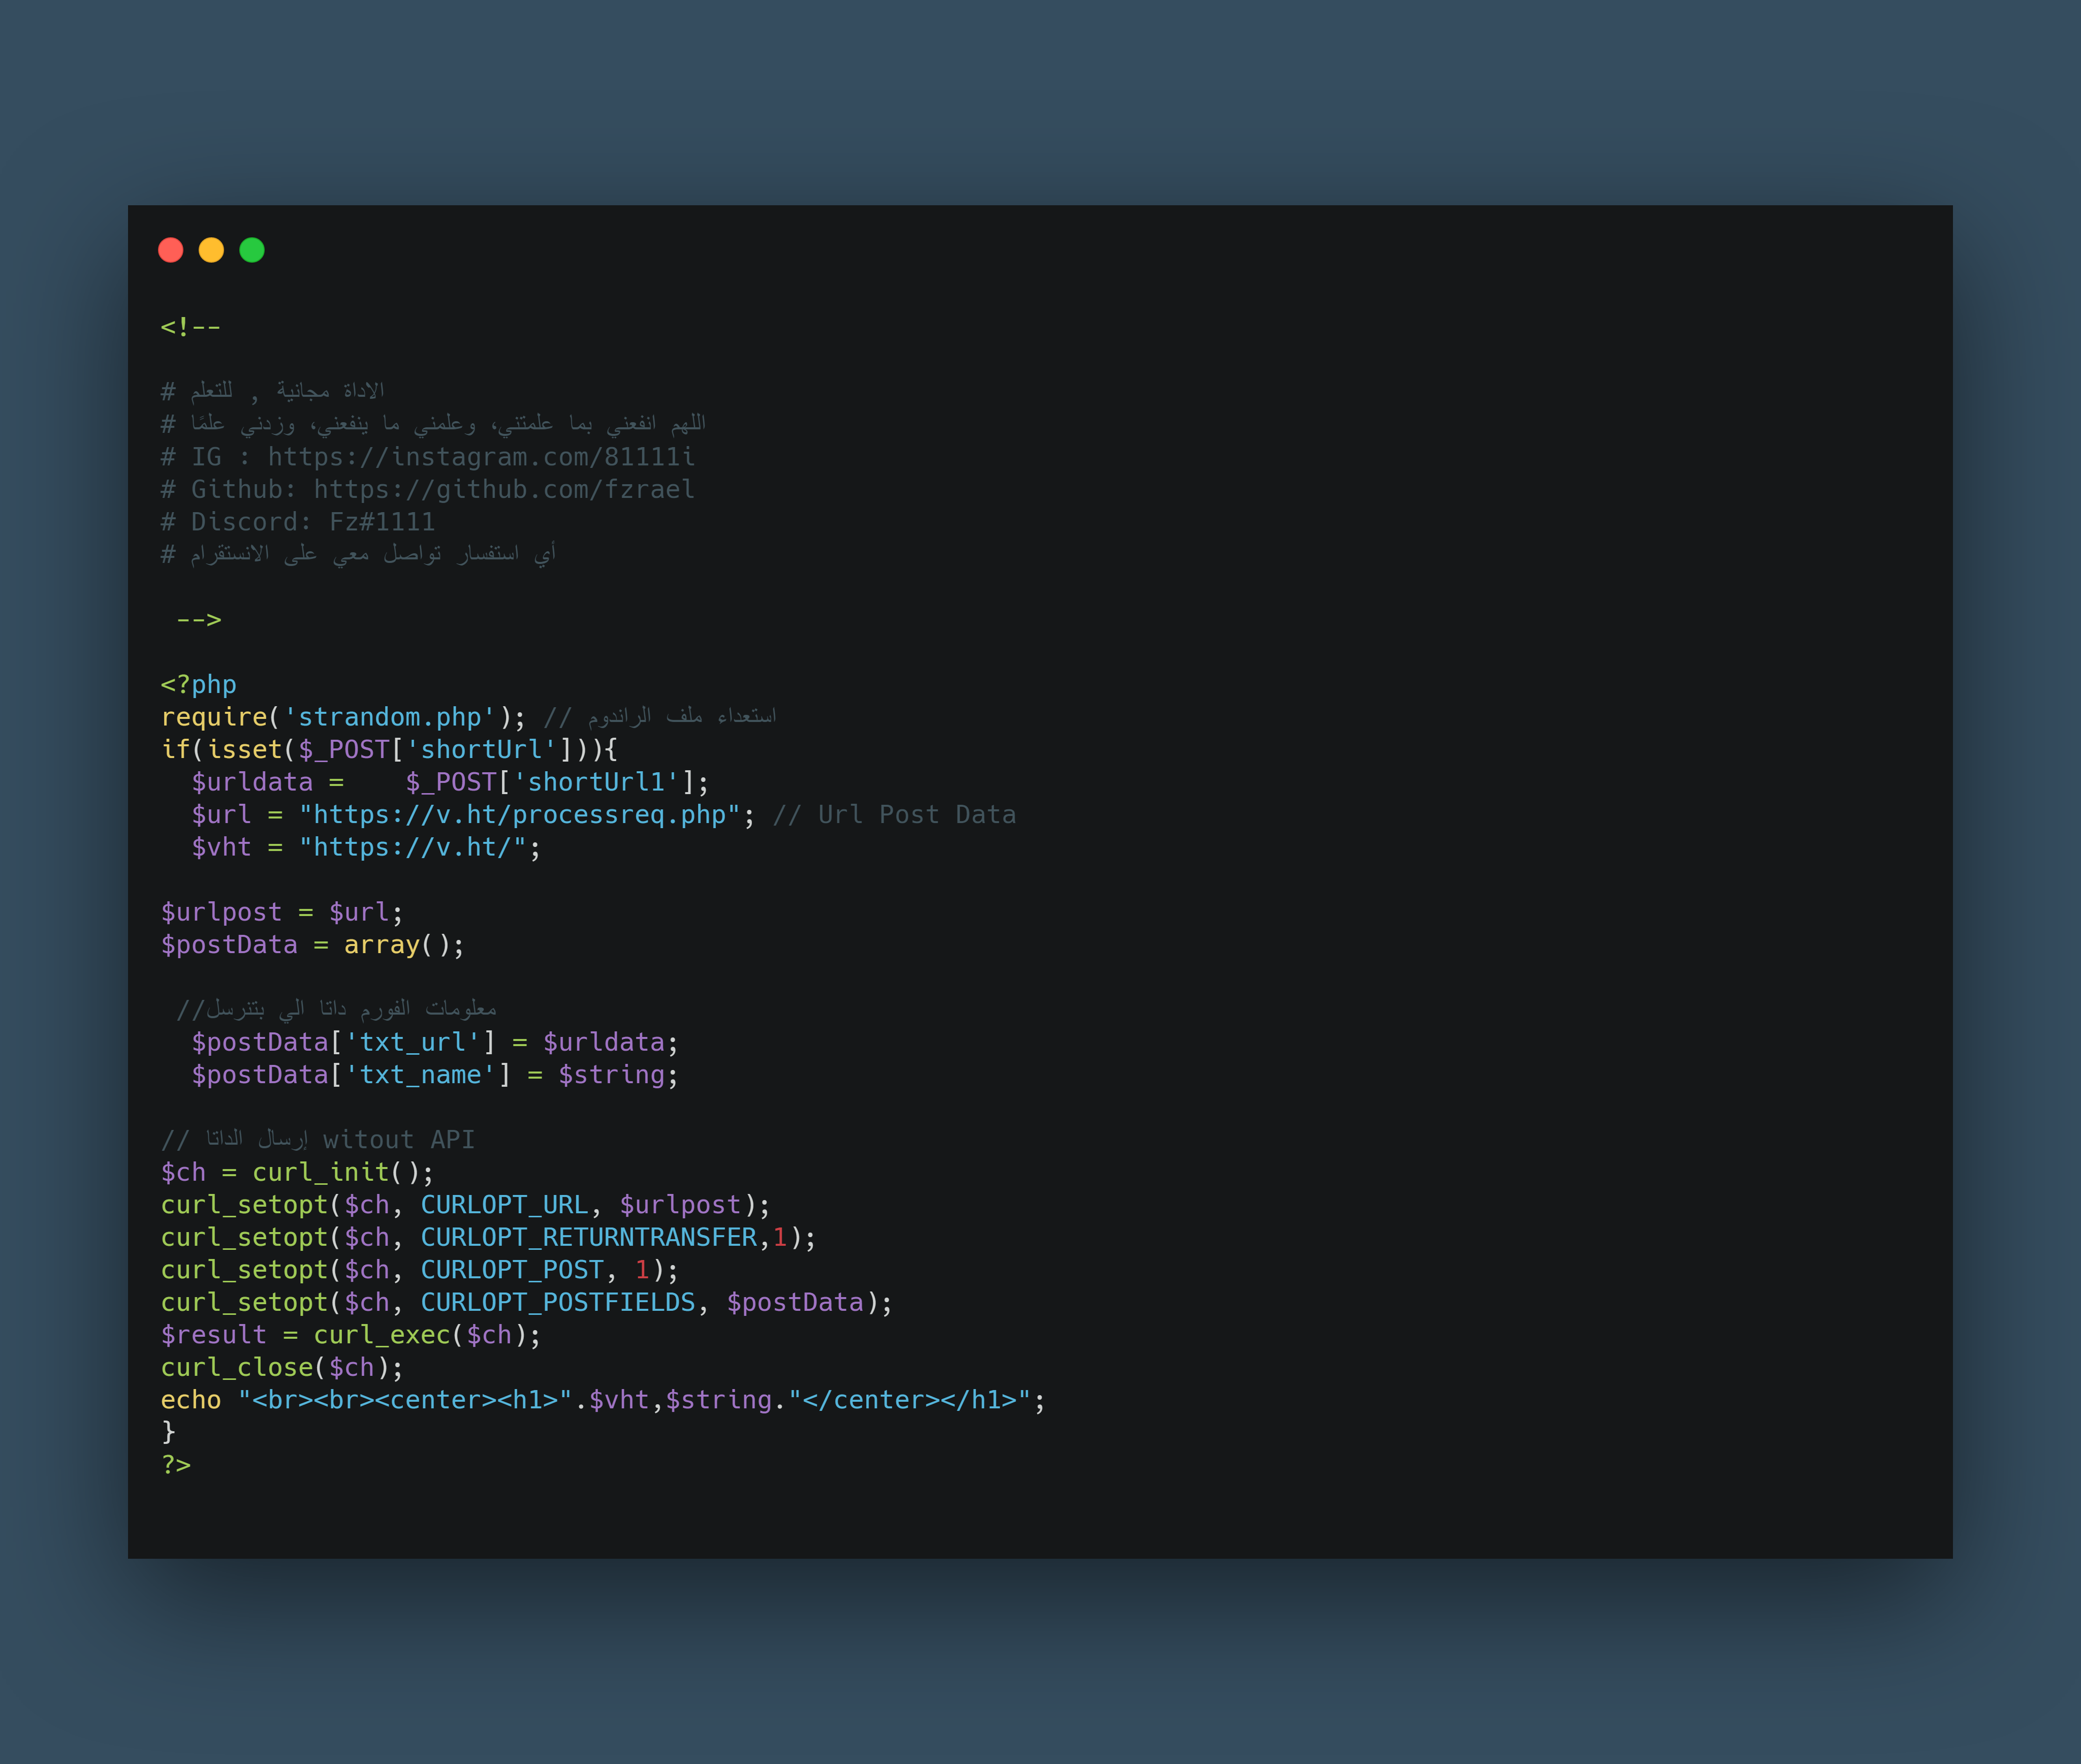 <!--
# الاداة مجانية , للتعلم
# اللهم انفعني بما علمتني، وعلمني ما ينفعني، وزدني علمًا
# IG : https://instagram.com/81111i
# Github: https://github.com/fzrael
# Discord: Fz#1111
# أي استفسار تواصل معي على الانستقرام
-->
<?php
require('strandom.php'); // استعداء ملف الراندوم
if(isset($_POST['shortUrl'])){
  $urldata =    $_POST['shortUrl1'];
  $url = "https://v.ht/processreq.php"; // Url Post Data
  $vht = "https://v.ht/";
$urlpost = $url;
$postData = array();
 //معلومات الفورم داتا الي بتنرسل
  $postData['txt_url'] = $urldata;
  $postData['txt_name'] = $string;
// إرسال الداتا witout API
$ch = curl_init();
curl_setopt($ch, CURLOPT_URL, $urlpost);
curl_setopt($ch, CURLOPT_RETURNTRANSFER,1);
curl_setopt($ch, CURLOPT_POST, 1);
curl_setopt($ch, CURLOPT_POSTFIELDS, $postData);
$result = curl_exec($ch);
curl_close($ch);
echo "<br><br><center><h1>".$vht,$string."</center></h1>";
}
?>